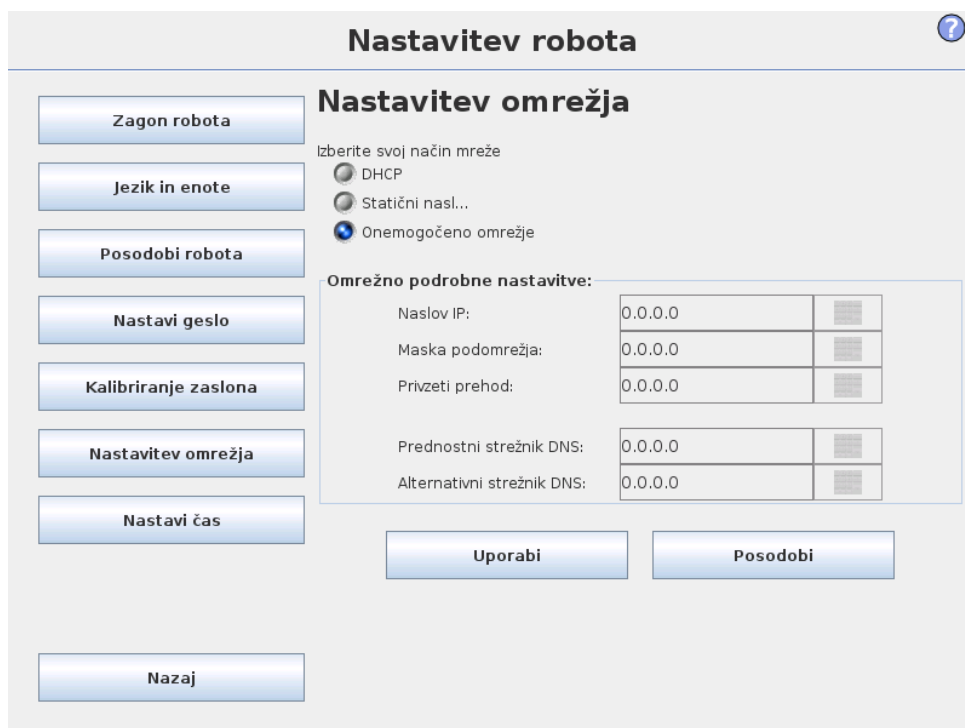 Nastavitev robota
?
Zagon robota
Jezik in enote
Posodobi robota
Nastavi geslo
Kalibriranje zaslona
Nastavitev omrežja
Nastavi čas
Nazaj
Nastavitev omrežja
Izberite svoj način mreže
DHCP
Statični nasl...
Onemogočeno omrežje
Omrežno podrobne nastavitve:
Naslov IP: 0.0.0.0
Maska podomrežja: 0.0.0.0
Privzeti prehod: 0.0.0.0
Prednostni strežnik DNS: 0.0.0.0
Alternativni strežnik DNS: 0.0.0.0
Uporabi Posodobi